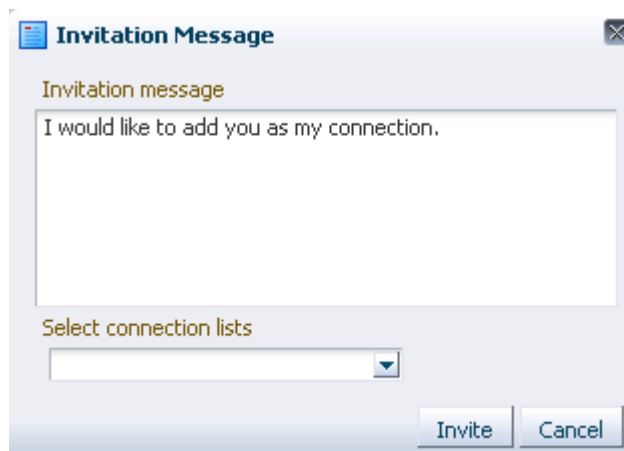 Invitation Message
Invitation message
I would like to add you as my connection.
Select connection lists
Invite Cancel